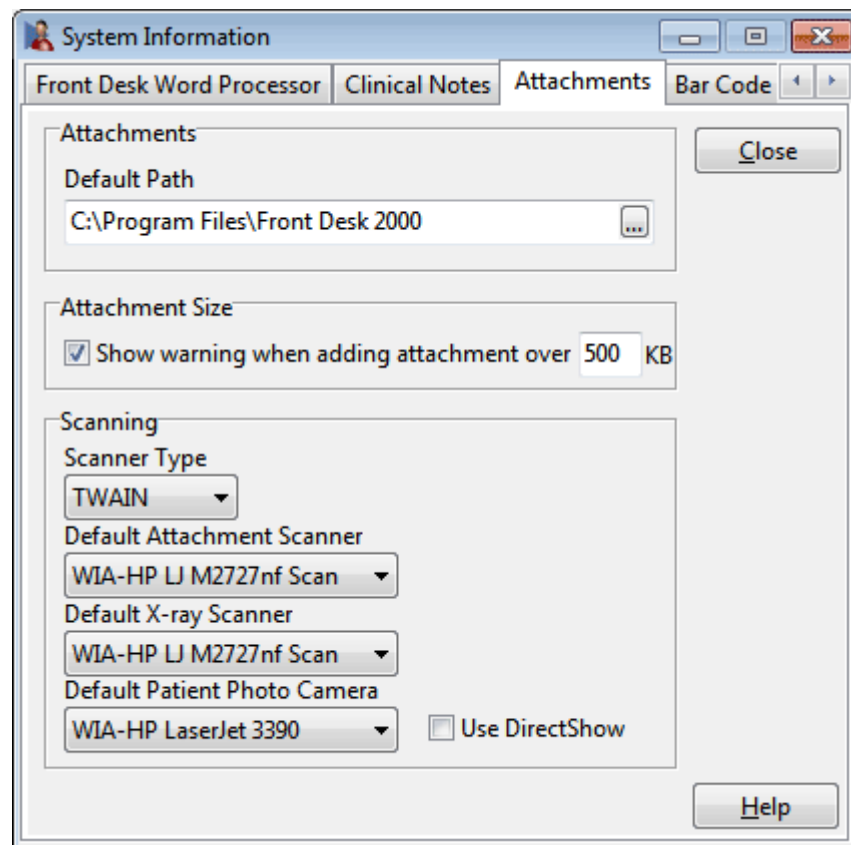 System Information
Front Desk Word Processor Clinical Notes Attachments Bar Code
Attachments
Close
Default Path
C:\Program Files\Front Desk 2000 ...
Attachment Size
Show warning when adding attachment over 500 KB
Scanning
Scanner Type
TWAIN
Default Attachment Scanner
WIA-HP LJ M2727nf Scan
Default X-ray Scanner
WIA-HP LJ M2727nf Scan
Default Patient Photo Camera
WIA-HP LaserJet 3390 Use DirectShow
Help